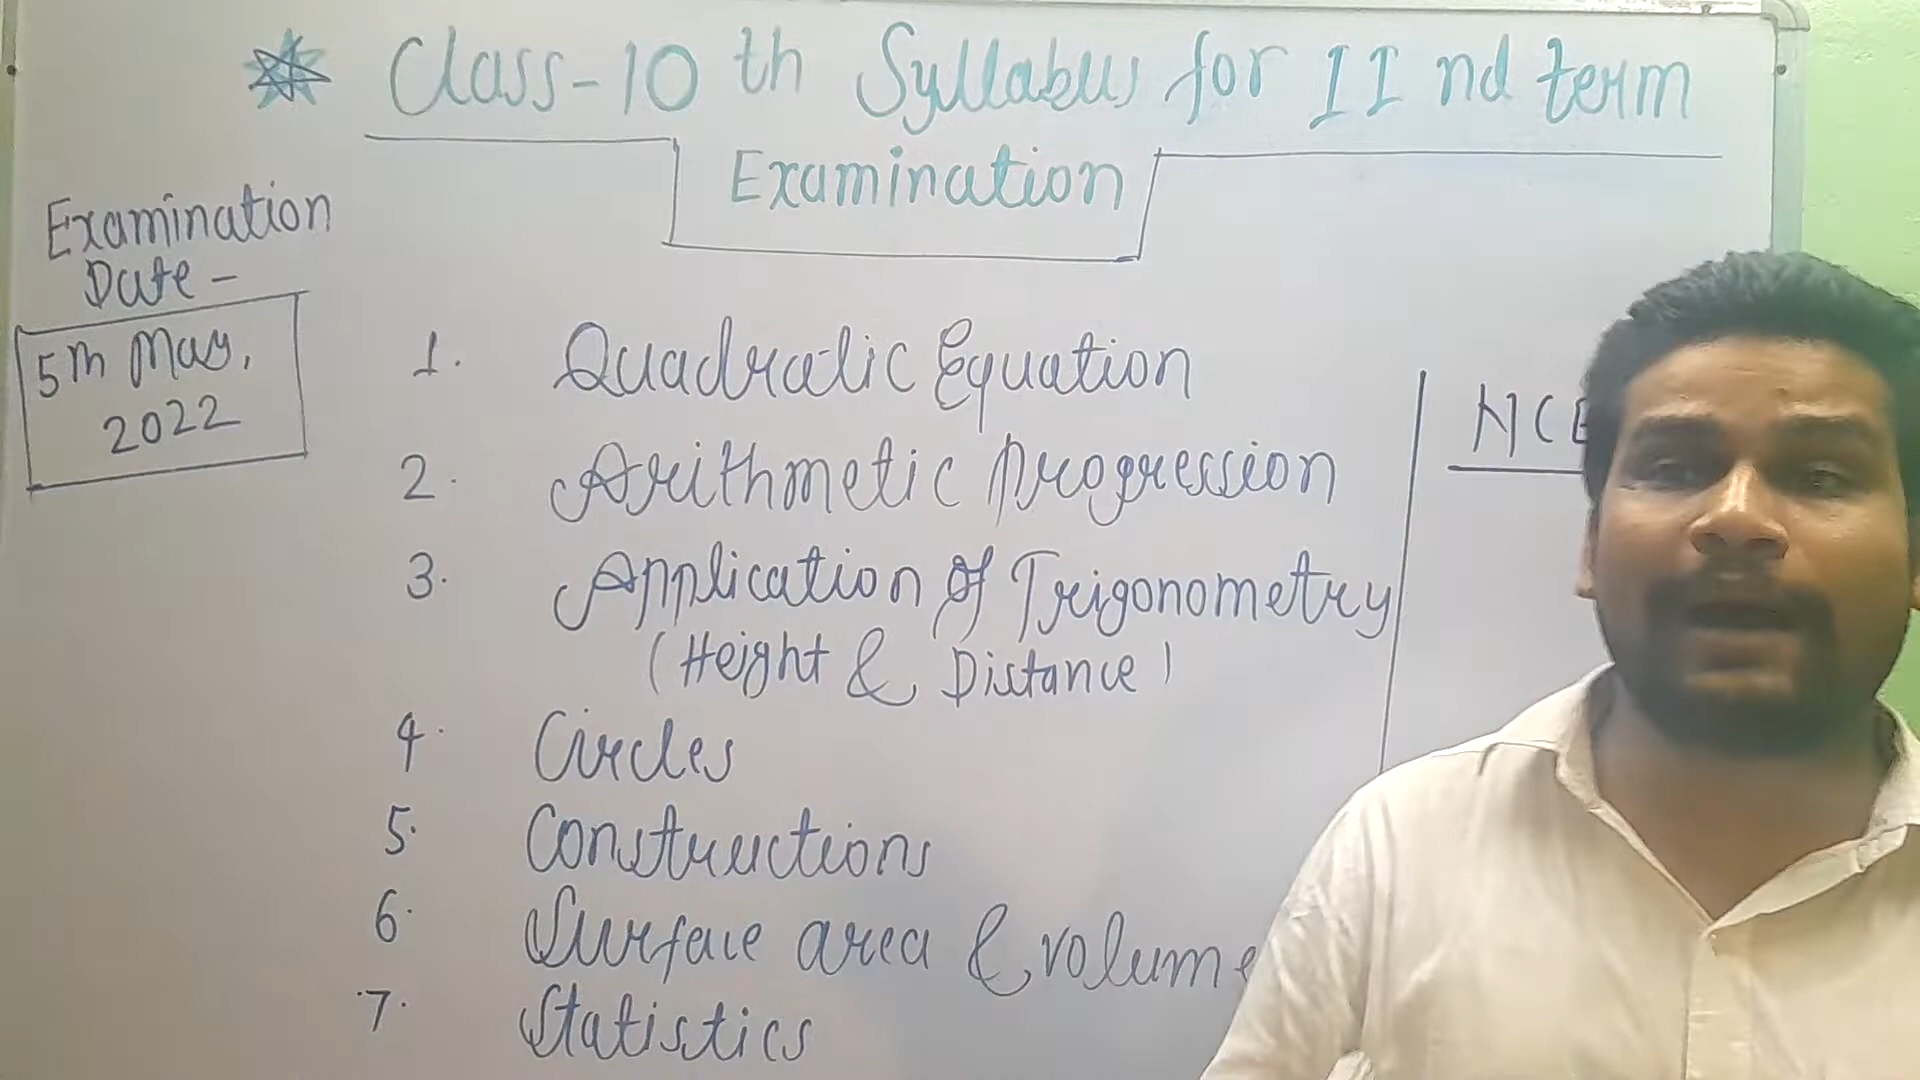 Class-10 th Syllabus for II nd term
Examination
Examination
Date -
5th May,
2022
1. Quadratic Equation
2. Arithmetic Progression
3. Application of Trigonometry
(Height & Distance)
4. Circles
5. Constructions
6. Surface area & volume
7. Statistics
NCE